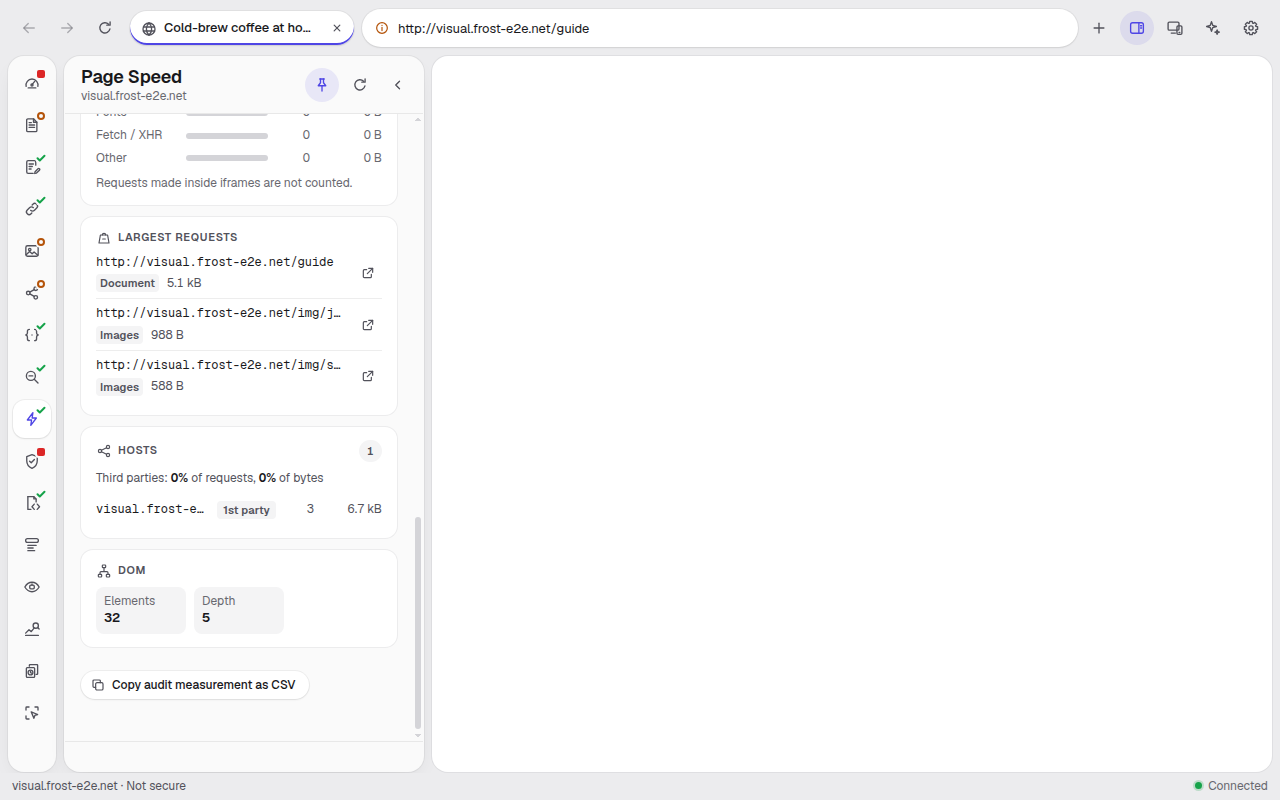 Cold-brew coffee at ho...
http://visual.frost-e2e.net/guide
Page Speed
visual.frost-e2e.net
Fetch / XHR 0 0 B
Other 0 0 B
Requests made inside iframes are not counted.
LARGEST REQUESTS
http://visual.frost-e2e.net/guide
Document 5.1 kB
http://visual.frost-e2e.net/img/j…
Images 988 B
http://visual.frost-e2e.net/img/s…
Images 588 B
HOSTS 1
Third parties: 0% of requests, 0% of bytes
visual.frost-e… 1st party 3 6.7 kB
DOM
Elements Depth
32 5
Copy audit measurement as CSV
visual.frost-e2e.net · Not secure
Connected